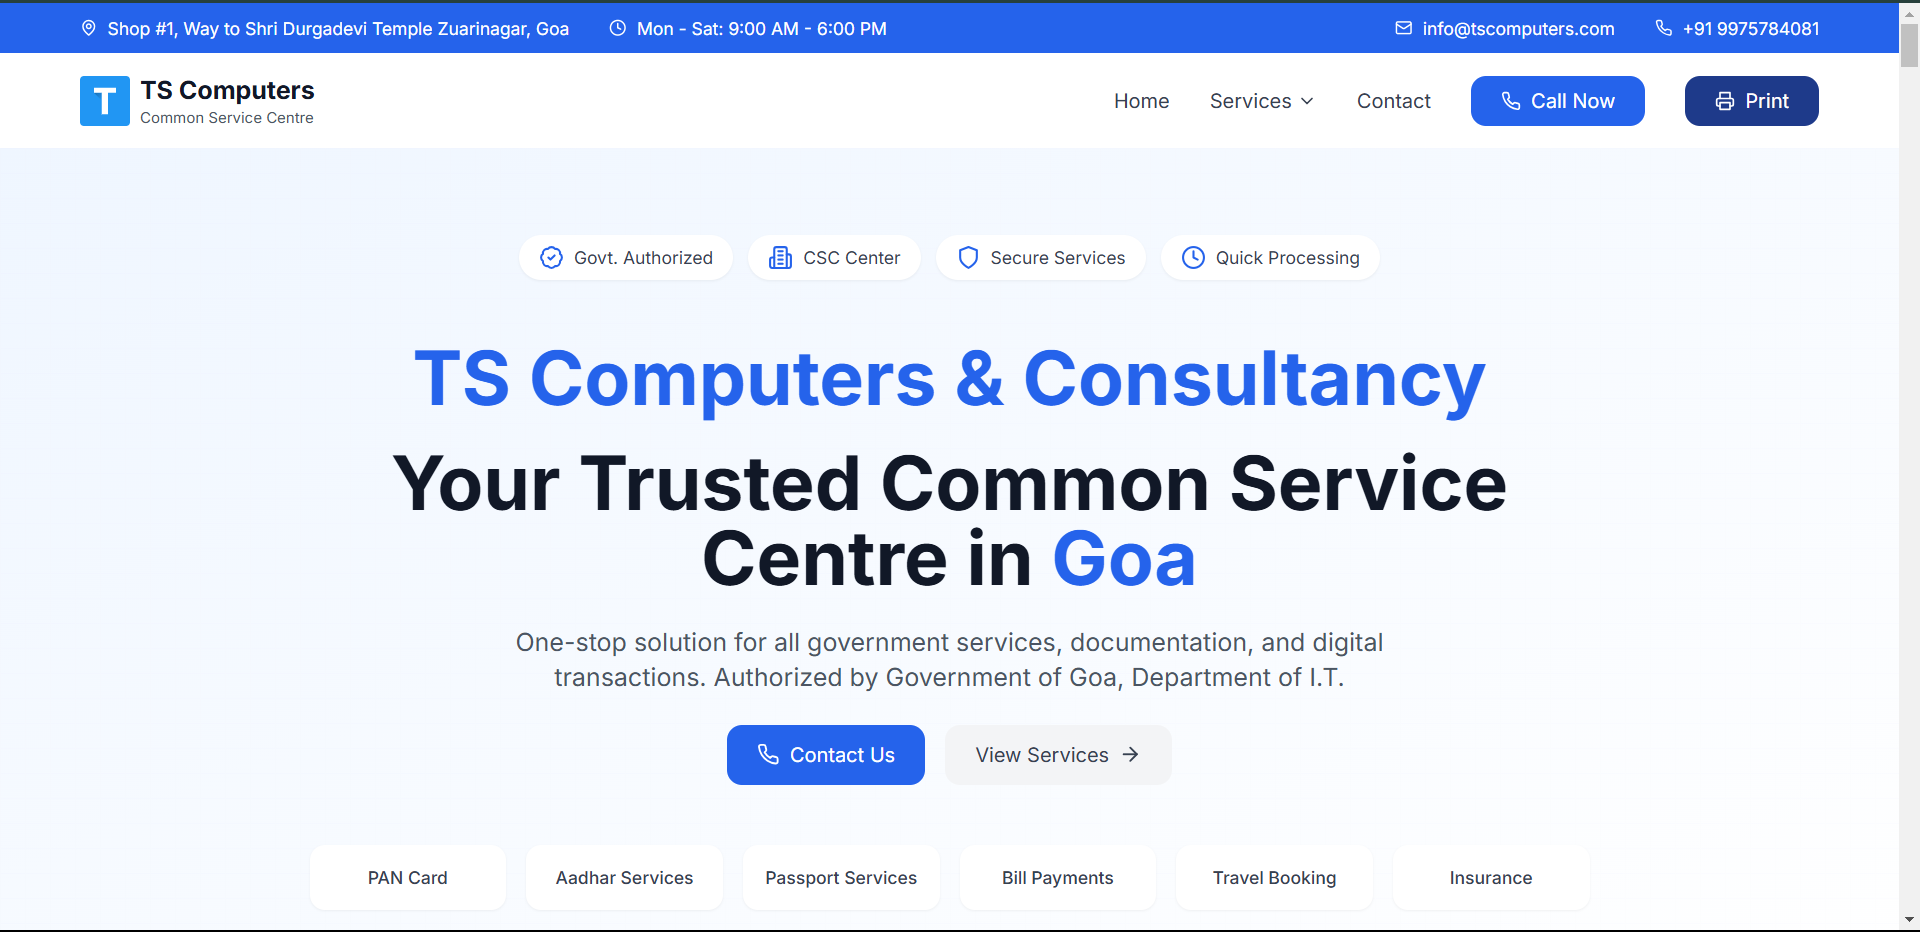 Shop #1, Way to Shri Durgadevi Temple Zuarinagar, Goa
Mon - Sat: 9:00 AM - 6:00 PM
info@tscomputers.com
+91 9975784081
T
TS Computers
Common Service Centre
Home
Services
Contact
Call Now
Print
Govt. Authorized
CSC Center
Secure Services
Quick Processing
TS Computers & Consultancy
Your Trusted Common Service
Centre in Goa
One-stop solution for all government services, documentation, and digital
transactions. Authorized by Government of Goa, Department of I.T.
Contact Us
View Services
PAN Card
Aadhar Services
Passport Services
Bill Payments
Travel Booking
Insurance